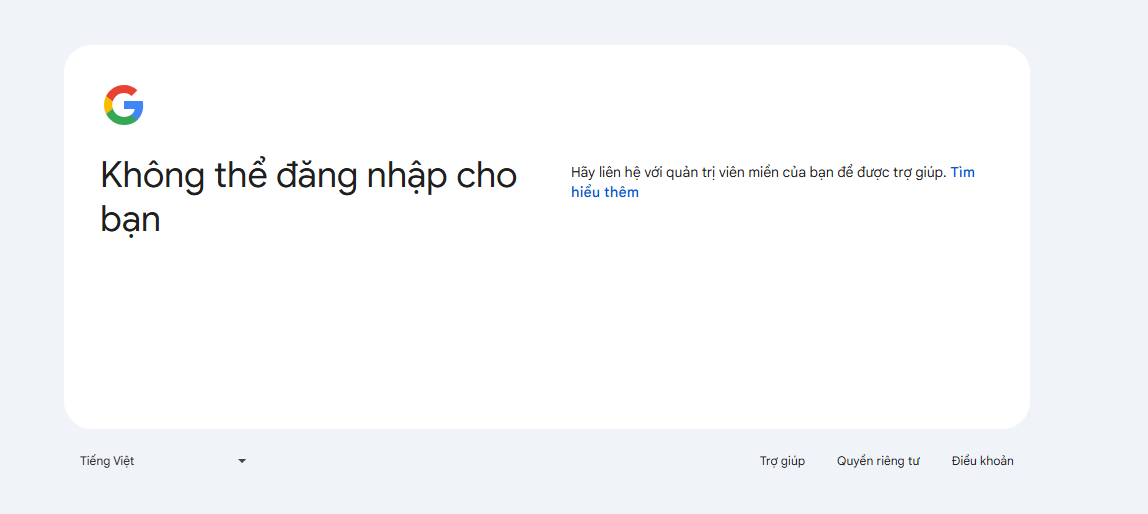 Không thể đăng nhập cho
bạn
Hãy liên hệ với quản trị viên miền của bạn để được trợ giúp. Tìm
hiểu thêm
Tiếng Việt
Trợ giúp
Quyền riêng tư
Điều khoản